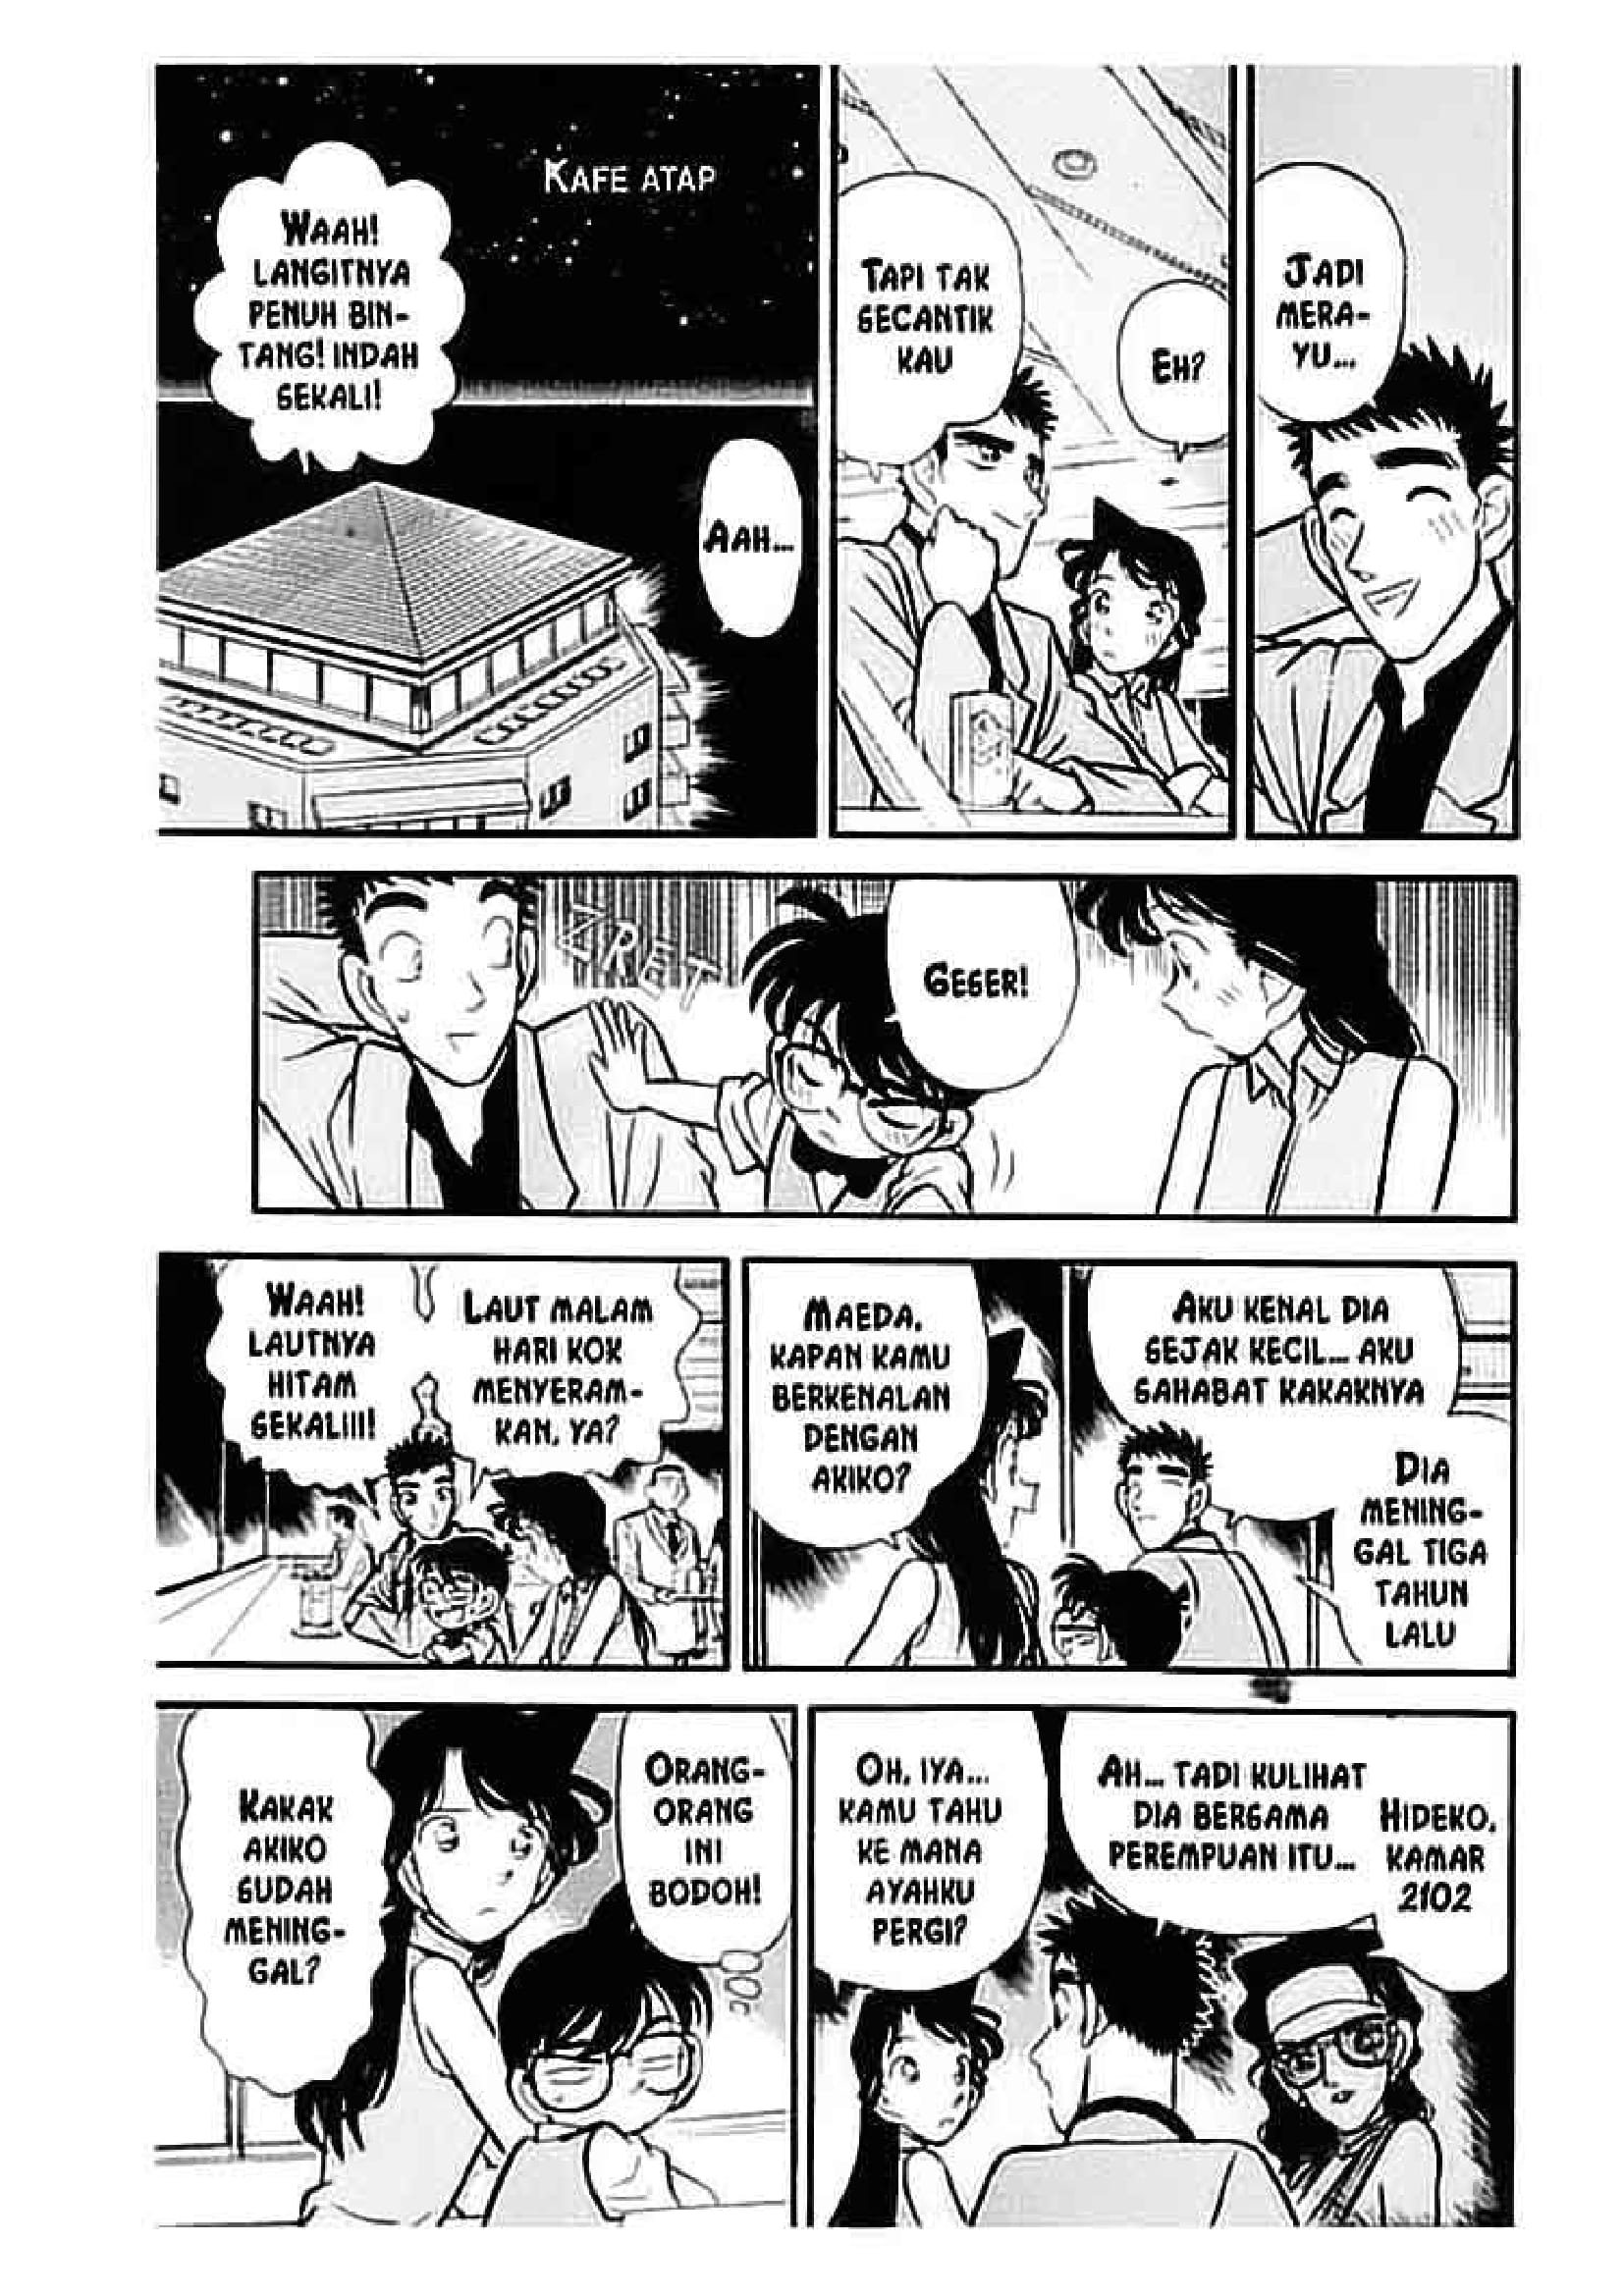 KAFE ATAP
WAAH!
LANGITNYA
PENUH BIN-
TANG! INDAH
SEKALI!
AAH...
TAPI TAK
SECANTIK
KAU
EH?
JADI
MERA-
YU...
ZRET
GESER!
WAAH!
LAUTNYA
HITAM
SEKALIII!
LAUT MALAM
HARI KOK
MENYERAM-
KAN, YA?
MAEDA,
KAPAN KAMU
BERKENALAN
DENGAN
AKIKO?
AKU KENAL DIA
SEJAK KECIL... AKU
SAHABAT KAKAKNYA
DIA
MENING-
GAL TIGA
TAHUN
LALU
KAKAK
AKIKO
SUDAH
MENING-
GAL?
ORANG-
ORANG
INI
BODOH!
OH, IYA...
KAMU TAHU
KE MANA
AYAHKU
PERGI?
AH... TADI KULIHAT
DIA BERSAMA
PEREMPUAN ITU...
HIDEKO,
KAMAR
2102